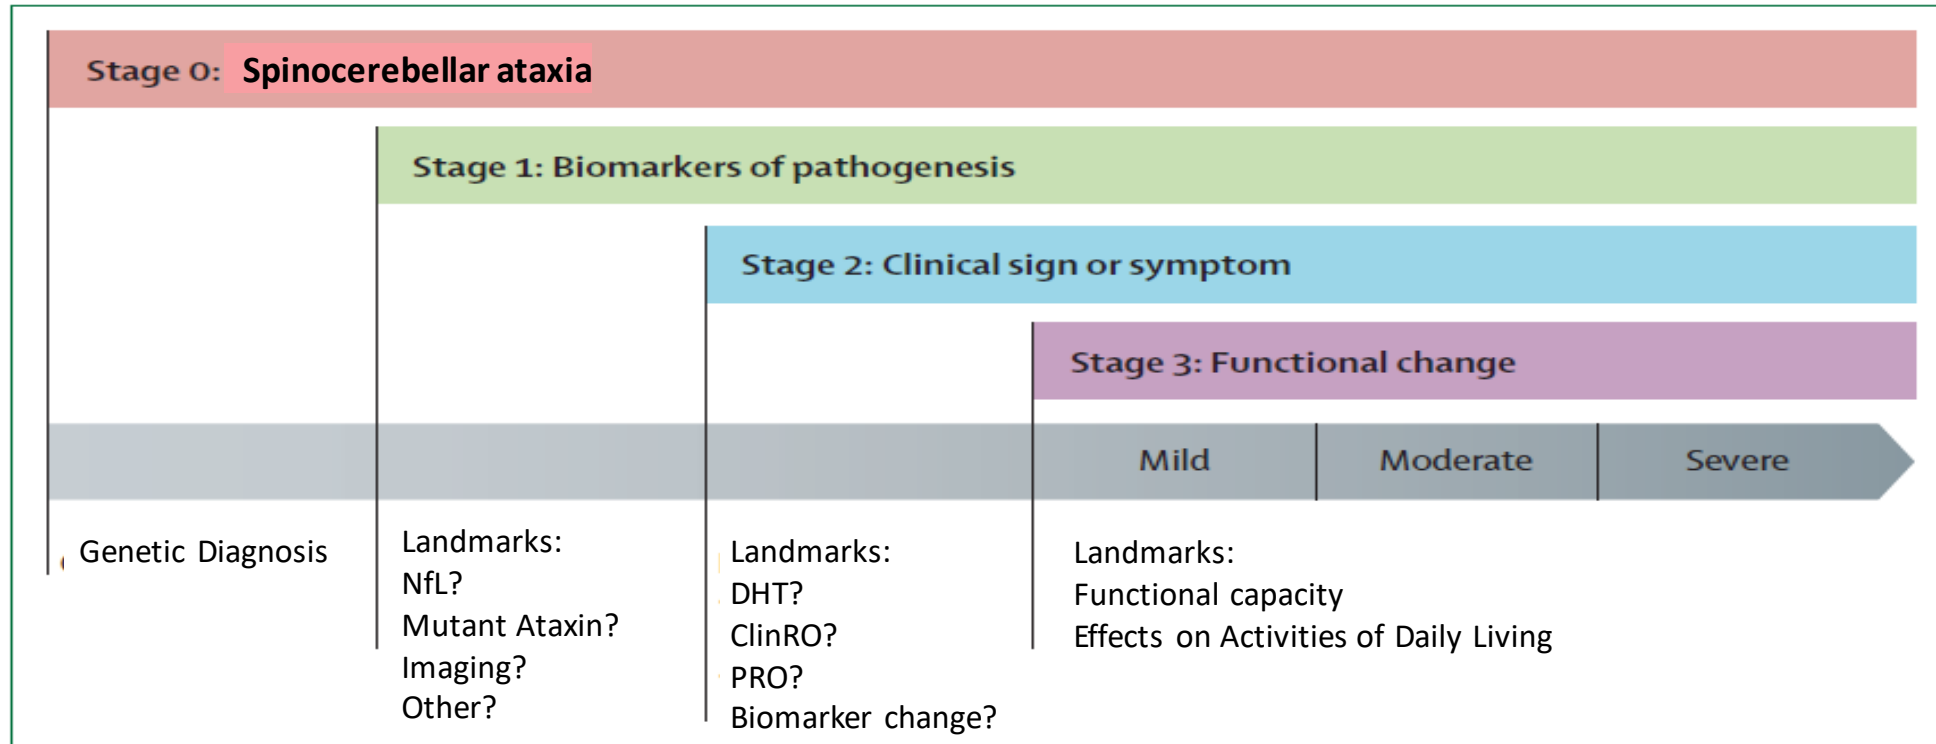 Stage 0: Spinocerebellar ataxia
Stage 1: Biomarkers of pathogenesis
Stage 2: Clinical sign or symptom
Stage 3: Functional change
Mild
Moderate
Severe
Genetic Diagnosis
Landmarks:
NfL?
Mutant Ataxin?
Imaging?
Other?
Landmarks:
DHT?
ClinRO?
PRO?
Biomarker change?
Landmarks:
Functional capacity
Effects on Activities of Daily Living